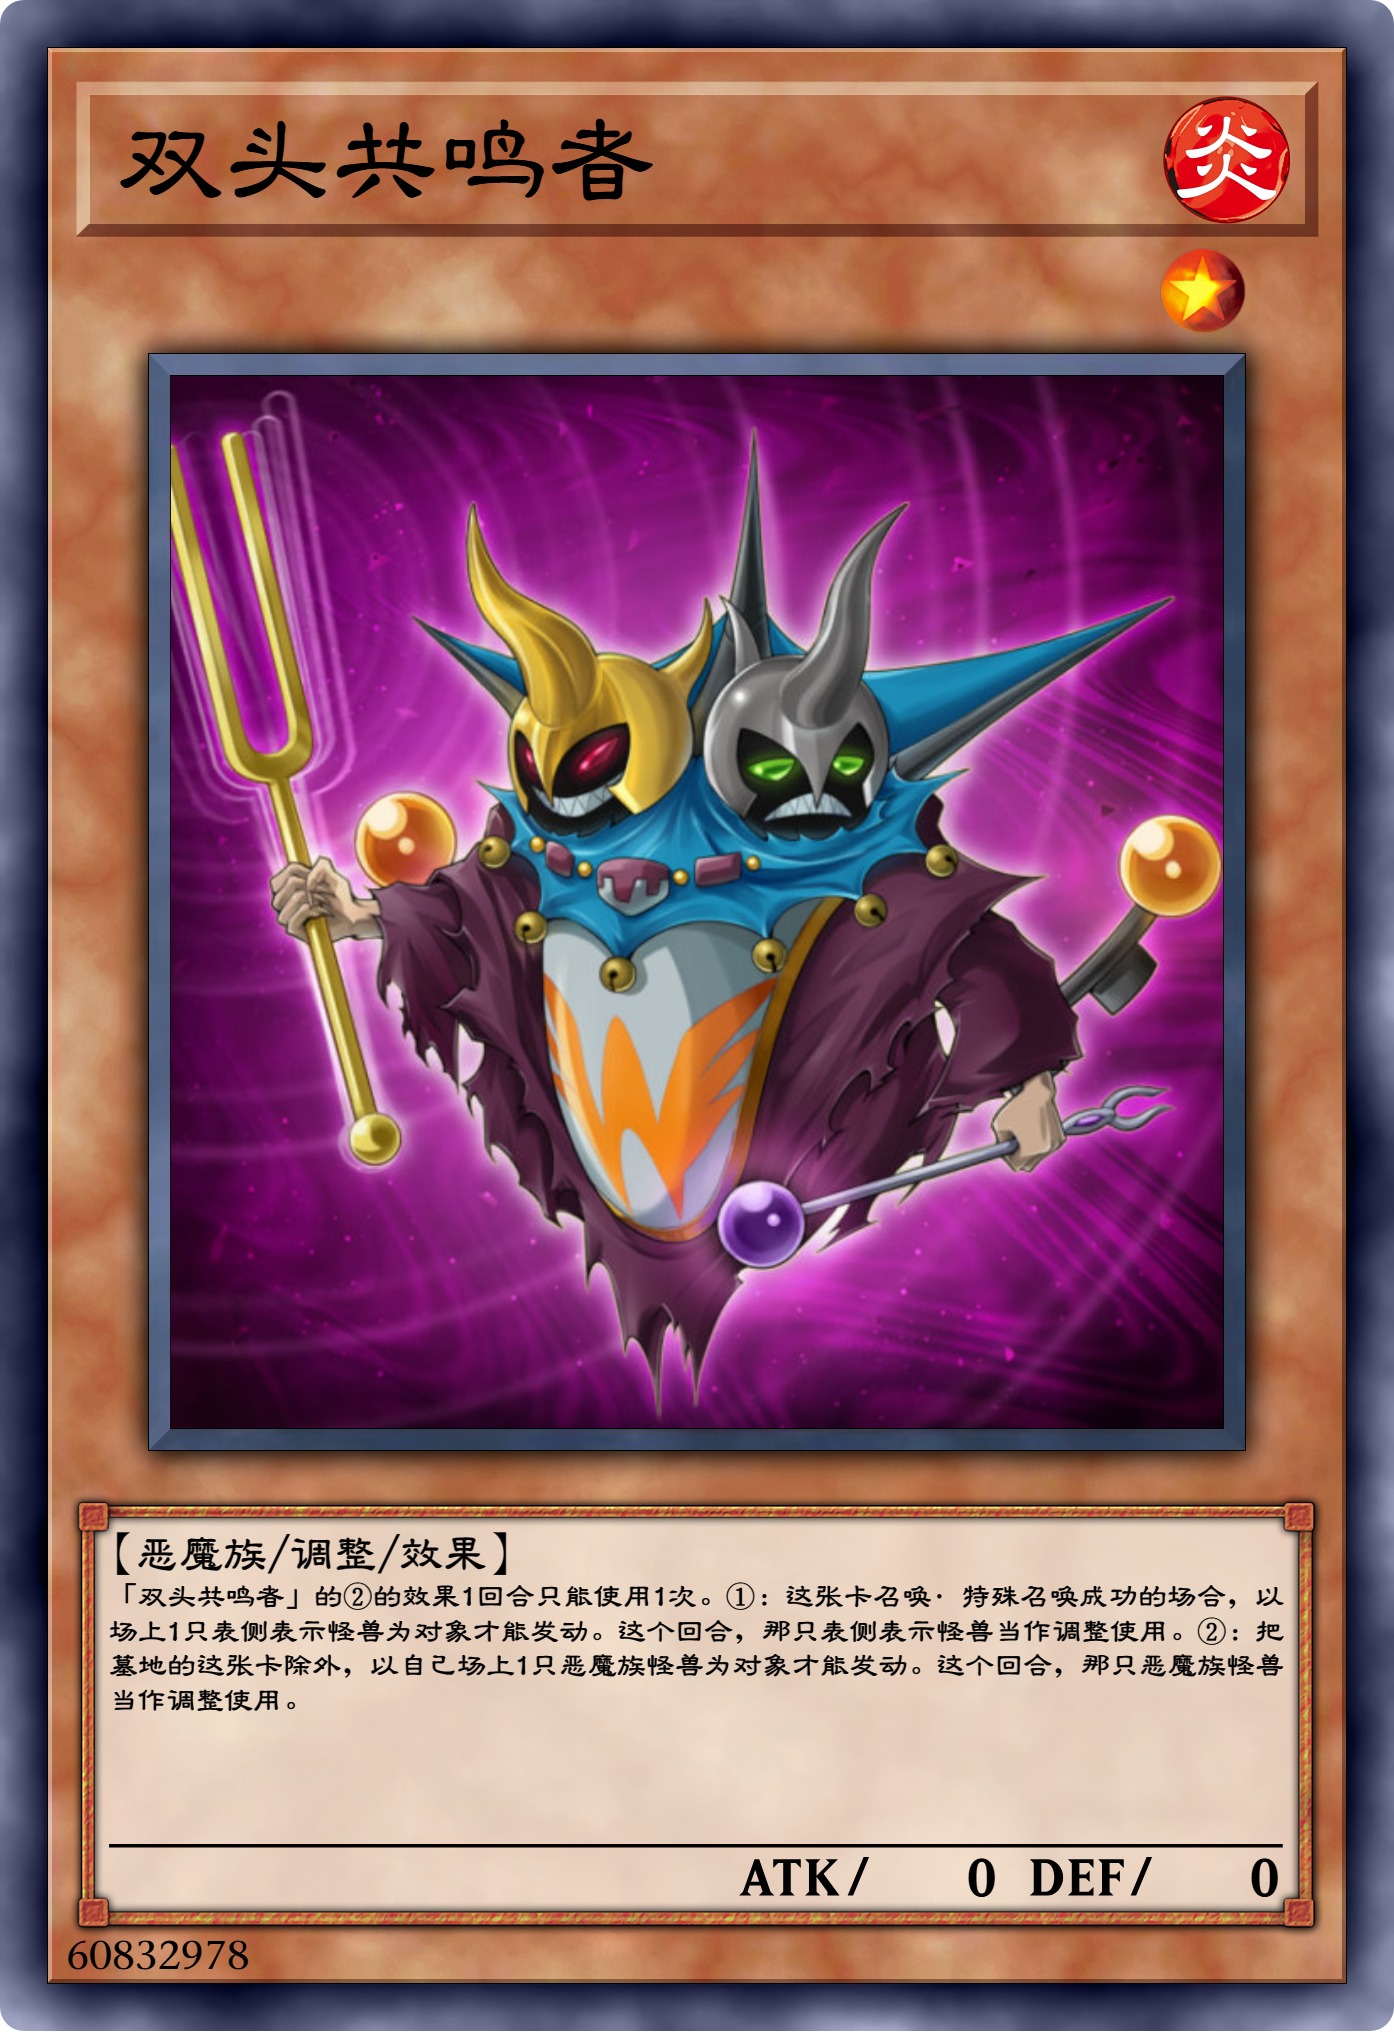 双头共鸣者
炎
【恶魔族/调整/效果】
「双头共鸣者」的②的效果1回合只能使用1次。①：这张卡召唤·特殊召唤成功的场合，以
场上1只表侧表示怪兽为对象才能发动。这个回合，那只表侧表示怪兽当作调整使用。②：把
墓地的这张卡除外，以自己场上1只恶魔族怪兽为对象才能发动。这个回合，那只恶魔族怪兽
当作调整使用。
ATK/ 0 DEF/ 0
60832978